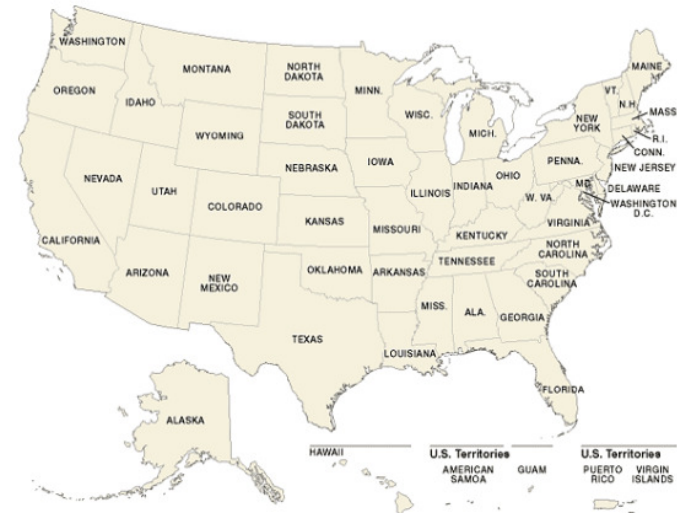 WASHINGTON
MONTANA
NORTH
DAKOTA
MINN.
MAINE
OREGON
IDAHO
WYOMING
SOUTH
DAKOTA
WISC.
MICH.
VT.
N.H.
NEW
YORK
MASS
R.I.
CONN.
NEVADA
UTAH
COLORADO
NEBRASKA
IOWA
ILLINOIS
INDIANA
OHIO
PENNA.
NEW JERSEY
MD.
DELAWARE
WASHINGTON
D.C.
W. VA.
VIRGINIA
CALIFORNIA
KANSAS
MISSOURI
KENTUCKY
NORTH
CAROLINA
ARIZONA
NEW
MEXICO
OKLAHOMA
ARKANSAS
TENNESSEE
SOUTH
CAROLINA
TEXAS
LOUISIANA
MISS.
ALA.
GEORGIA
FLORIDA
ALASKA
HAWAII
U.S. Territories
AMERICAN
SAMOA
GUAM
U.S. Territories
PUERTO
RICO
VIRGIN
ISLANDS